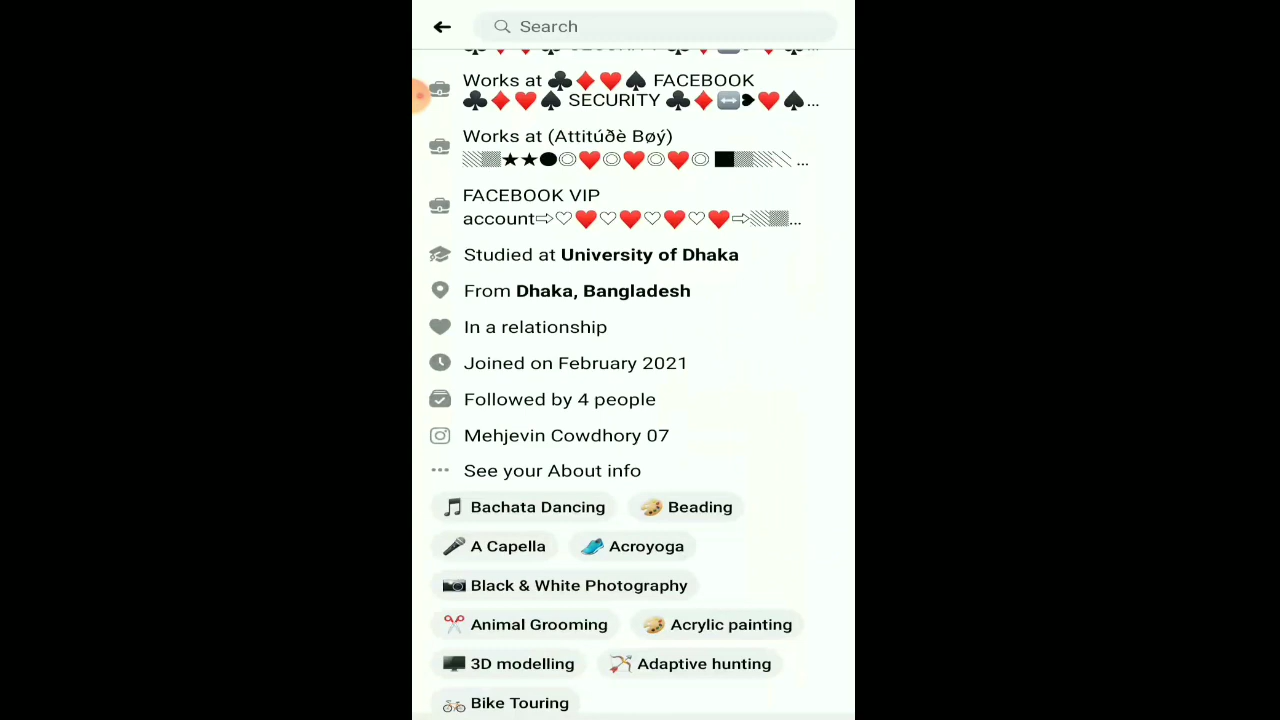 Search
Works at ♣♦❤♠ FACEBOOK
♣♦❤♠ SECURITY ♣♦↔❥❤♠...
Works at (Attitúðè Bøý)
▧▒★★⚫◎❤◎❤◎❤◎ ■▒▧▧ ...
FACEBOOK VIP
account⇨♡❤♡❤♡❤♡❤⇨▧▒...
Studied at University of Dhaka
From Dhaka, Bangladesh
In a relationship
Joined on February 2021
Followed by 4 people
Mehjevin Cowdhory 07
See your About info
Bachata Dancing Beading
A Capella Acroyoga
Black & White Photography
Animal Grooming Acrylic painting
3D modelling Adaptive hunting
Bike Touring